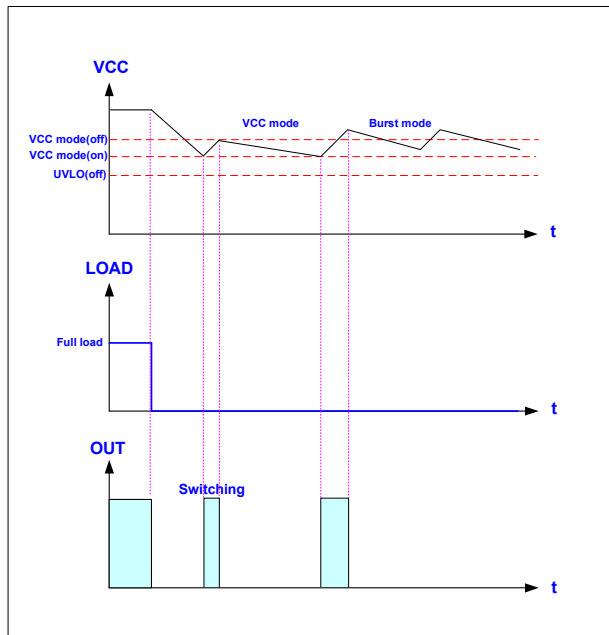 VCC
VCC mode
Burst mode
VCC mode(off)
VCC mode(on)
UVLO(off)
t
LOAD
Full load
t
OUT
Switching
t